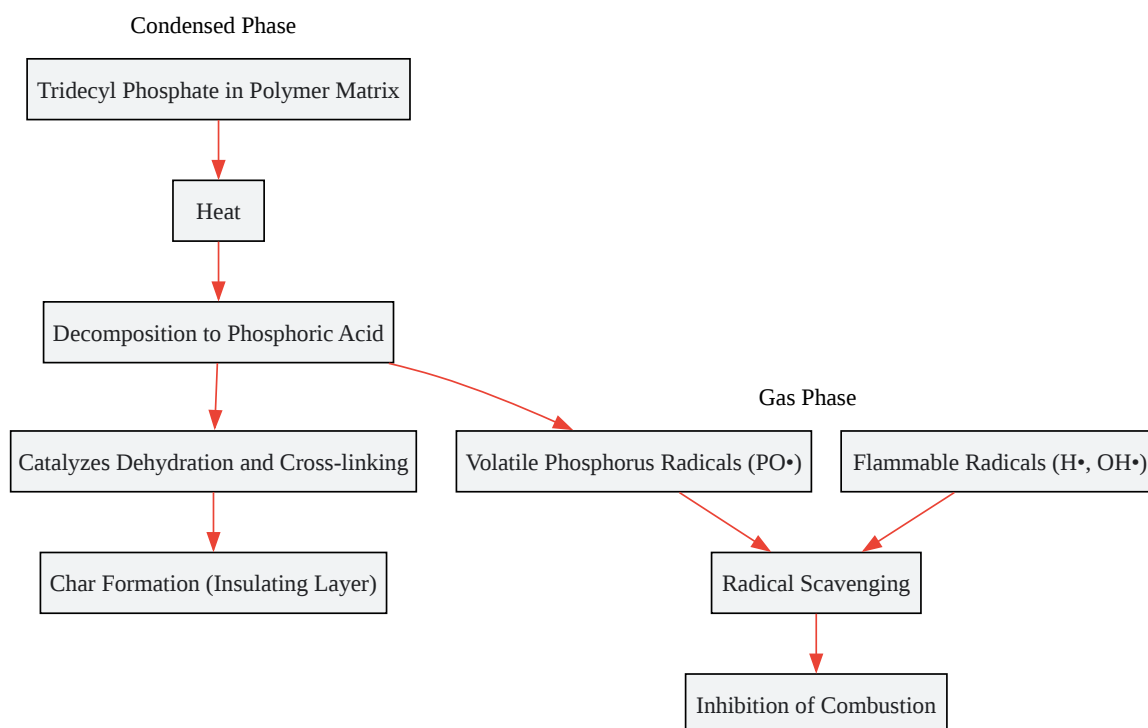 Condensed Phase
Tridecyl Phosphate in Polymer Matrix
Heat
Decomposition to Phosphoric Acid
Gas Phase
Catalyzes Dehydration and Cross-linking
Volatile Phosphorus Radicals (PO•)
Flammable Radicals (H•, OH•)
Char Formation (Insulating Layer)
Radical Scavenging
Inhibition of Combustion